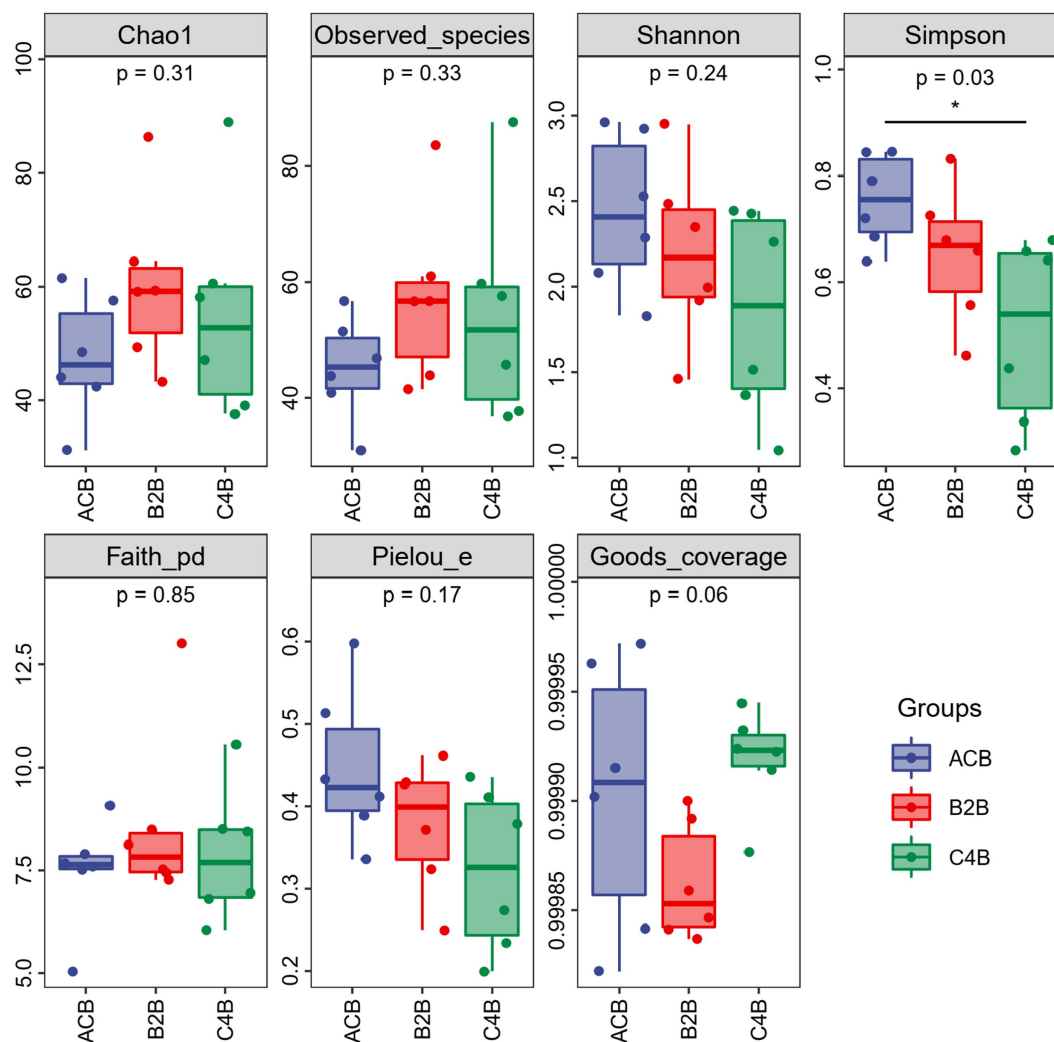 Chao1
p = 0.31
100
80
60
40
ACB
B2B
C4B
Observed_species
p = 0.33
80
60
40
ACB
B2B
C4B
Shannon
p = 0.24
3.0
2.5
2.0
1.5
1.0
ACB
B2B
C4B
Simpson
p = 0.03
*
1.0
0.8
0.6
0.4
ACB
B2B
C4B
Faith_pd
p = 0.85
12.5
10.0
7.5
5.0
ACB
B2B
C4B
Pielou_e
p = 0.17
0.6
0.5
0.4
0.3
0.2
ACB
B2B
C4B
Goods_coverage
p = 0.06
1.00000
0.99995
0.99990
0.99985
ACB
B2B
C4B
Groups
ACB
B2B
C4B